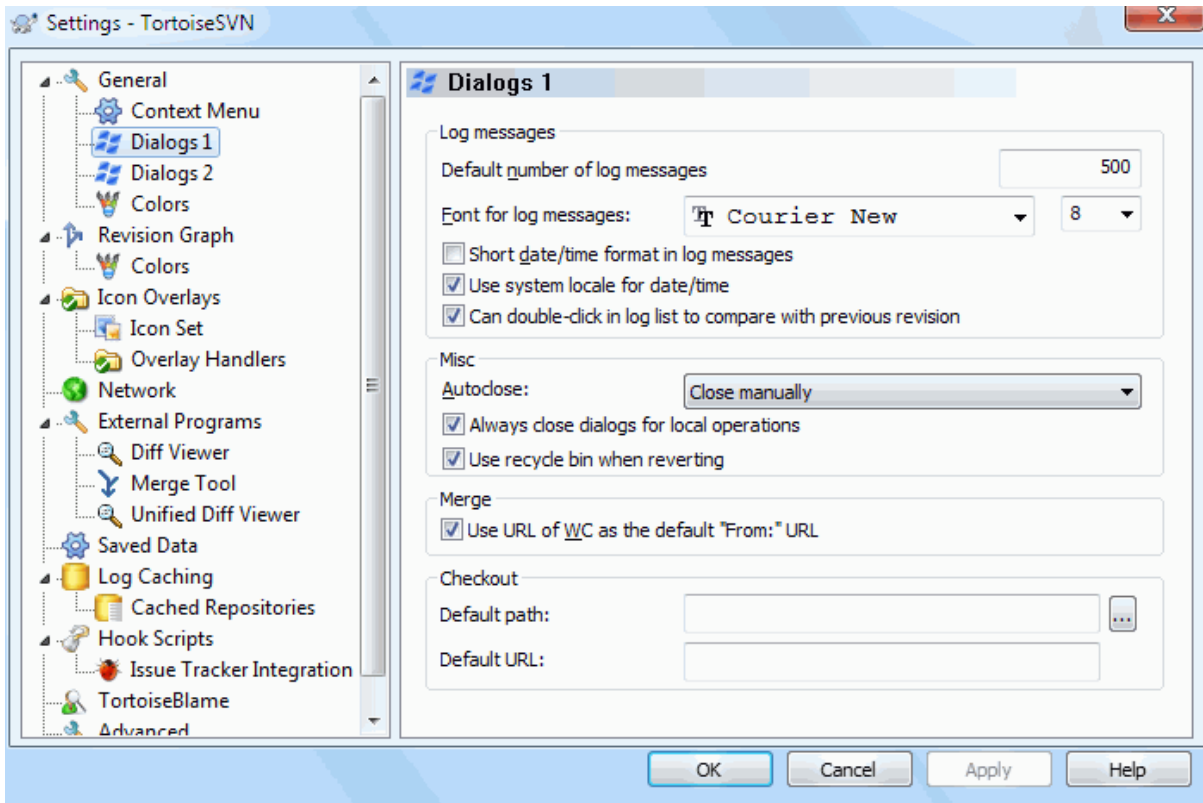 Settings - TortoiseSVN
General
Context Menu
Dialogs 1
Dialogs 2
Colors
Revision Graph
Colors
Icon Overlays
Icon Set
Overlay Handlers
Network
External Programs
Diff Viewer
Merge Tool
Unified Diff Viewer
Saved Data
Log Caching
Cached Repositories
Hook Scripts
Issue Tracker Integration
TortoiseBlame
Advanced
Dialogs 1
Log messages
Default number of log messages 500
Font for log messages: Courier New 8
Short date/time format in log messages
Use system locale for date/time
Can double-click in log list to compare with previous revision
Misc
Autoclose: Close manually
Always close dialogs for local operations
Use recycle bin when reverting
Merge
Use URL of WC as the default "From:" URL
Checkout
Default path: ...
Default URL:
OK Cancel Apply Help